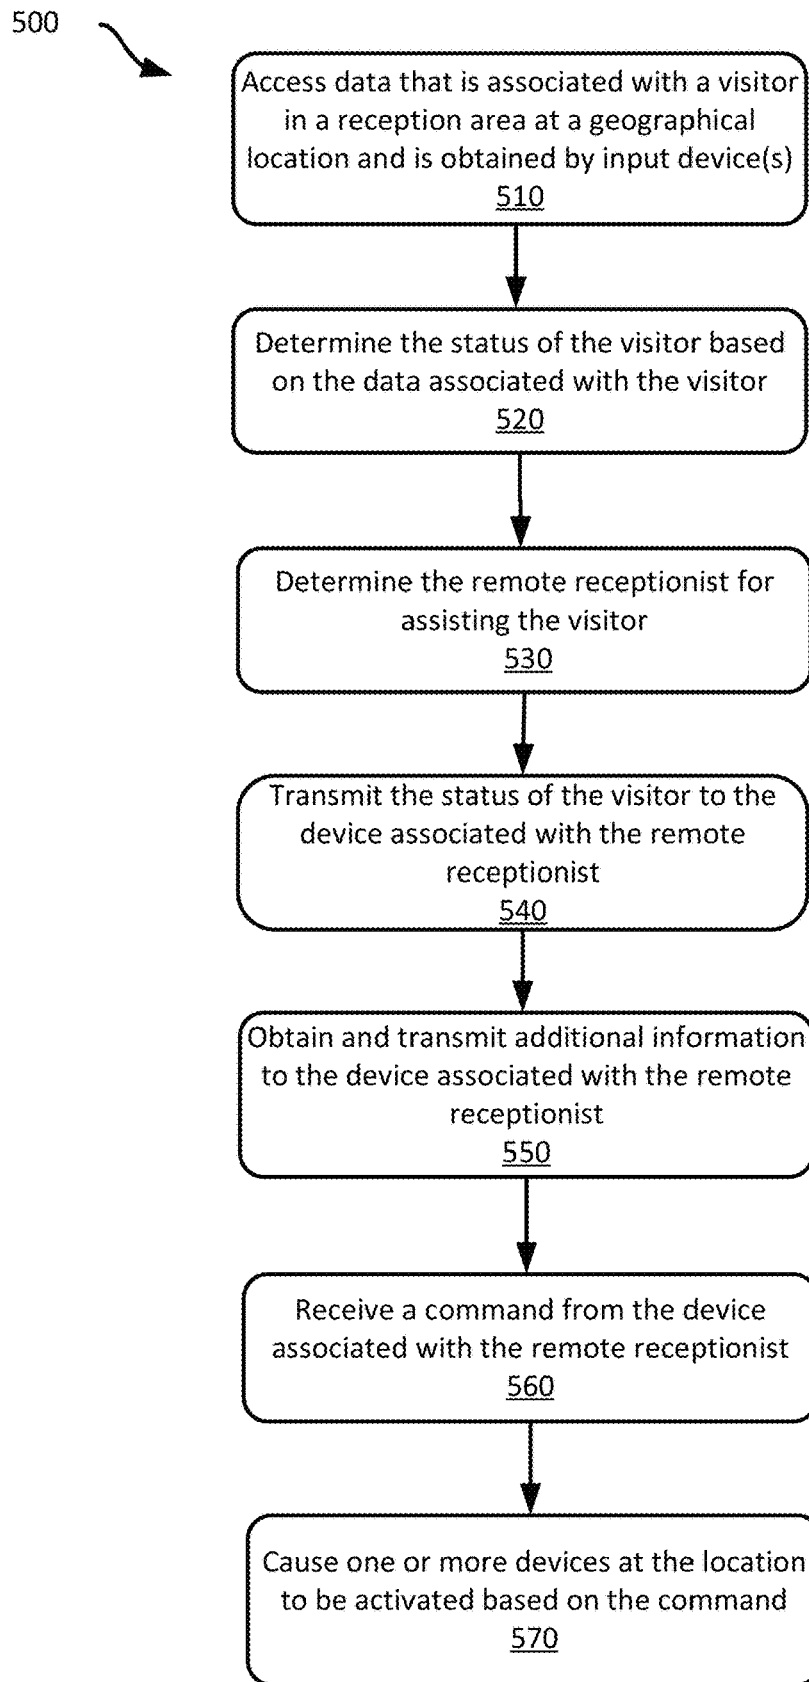 500
Access data that is associated with a visitor
in a reception area at a geographical
location and is obtained by input device(s)
510
Determine the status of the visitor based
on the data associated with the visitor
520
Determine the remote receptionist for
assisting the visitor
530
Transmit the status of the visitor to the
device associated with the remote
receptionist
540
Obtain and transmit additional information
to the device associated with the remote
receptionist
550
Receive a command from the device
associated with the remote receptionist
560
Cause one or more devices at the location
to be activated based on the command
570